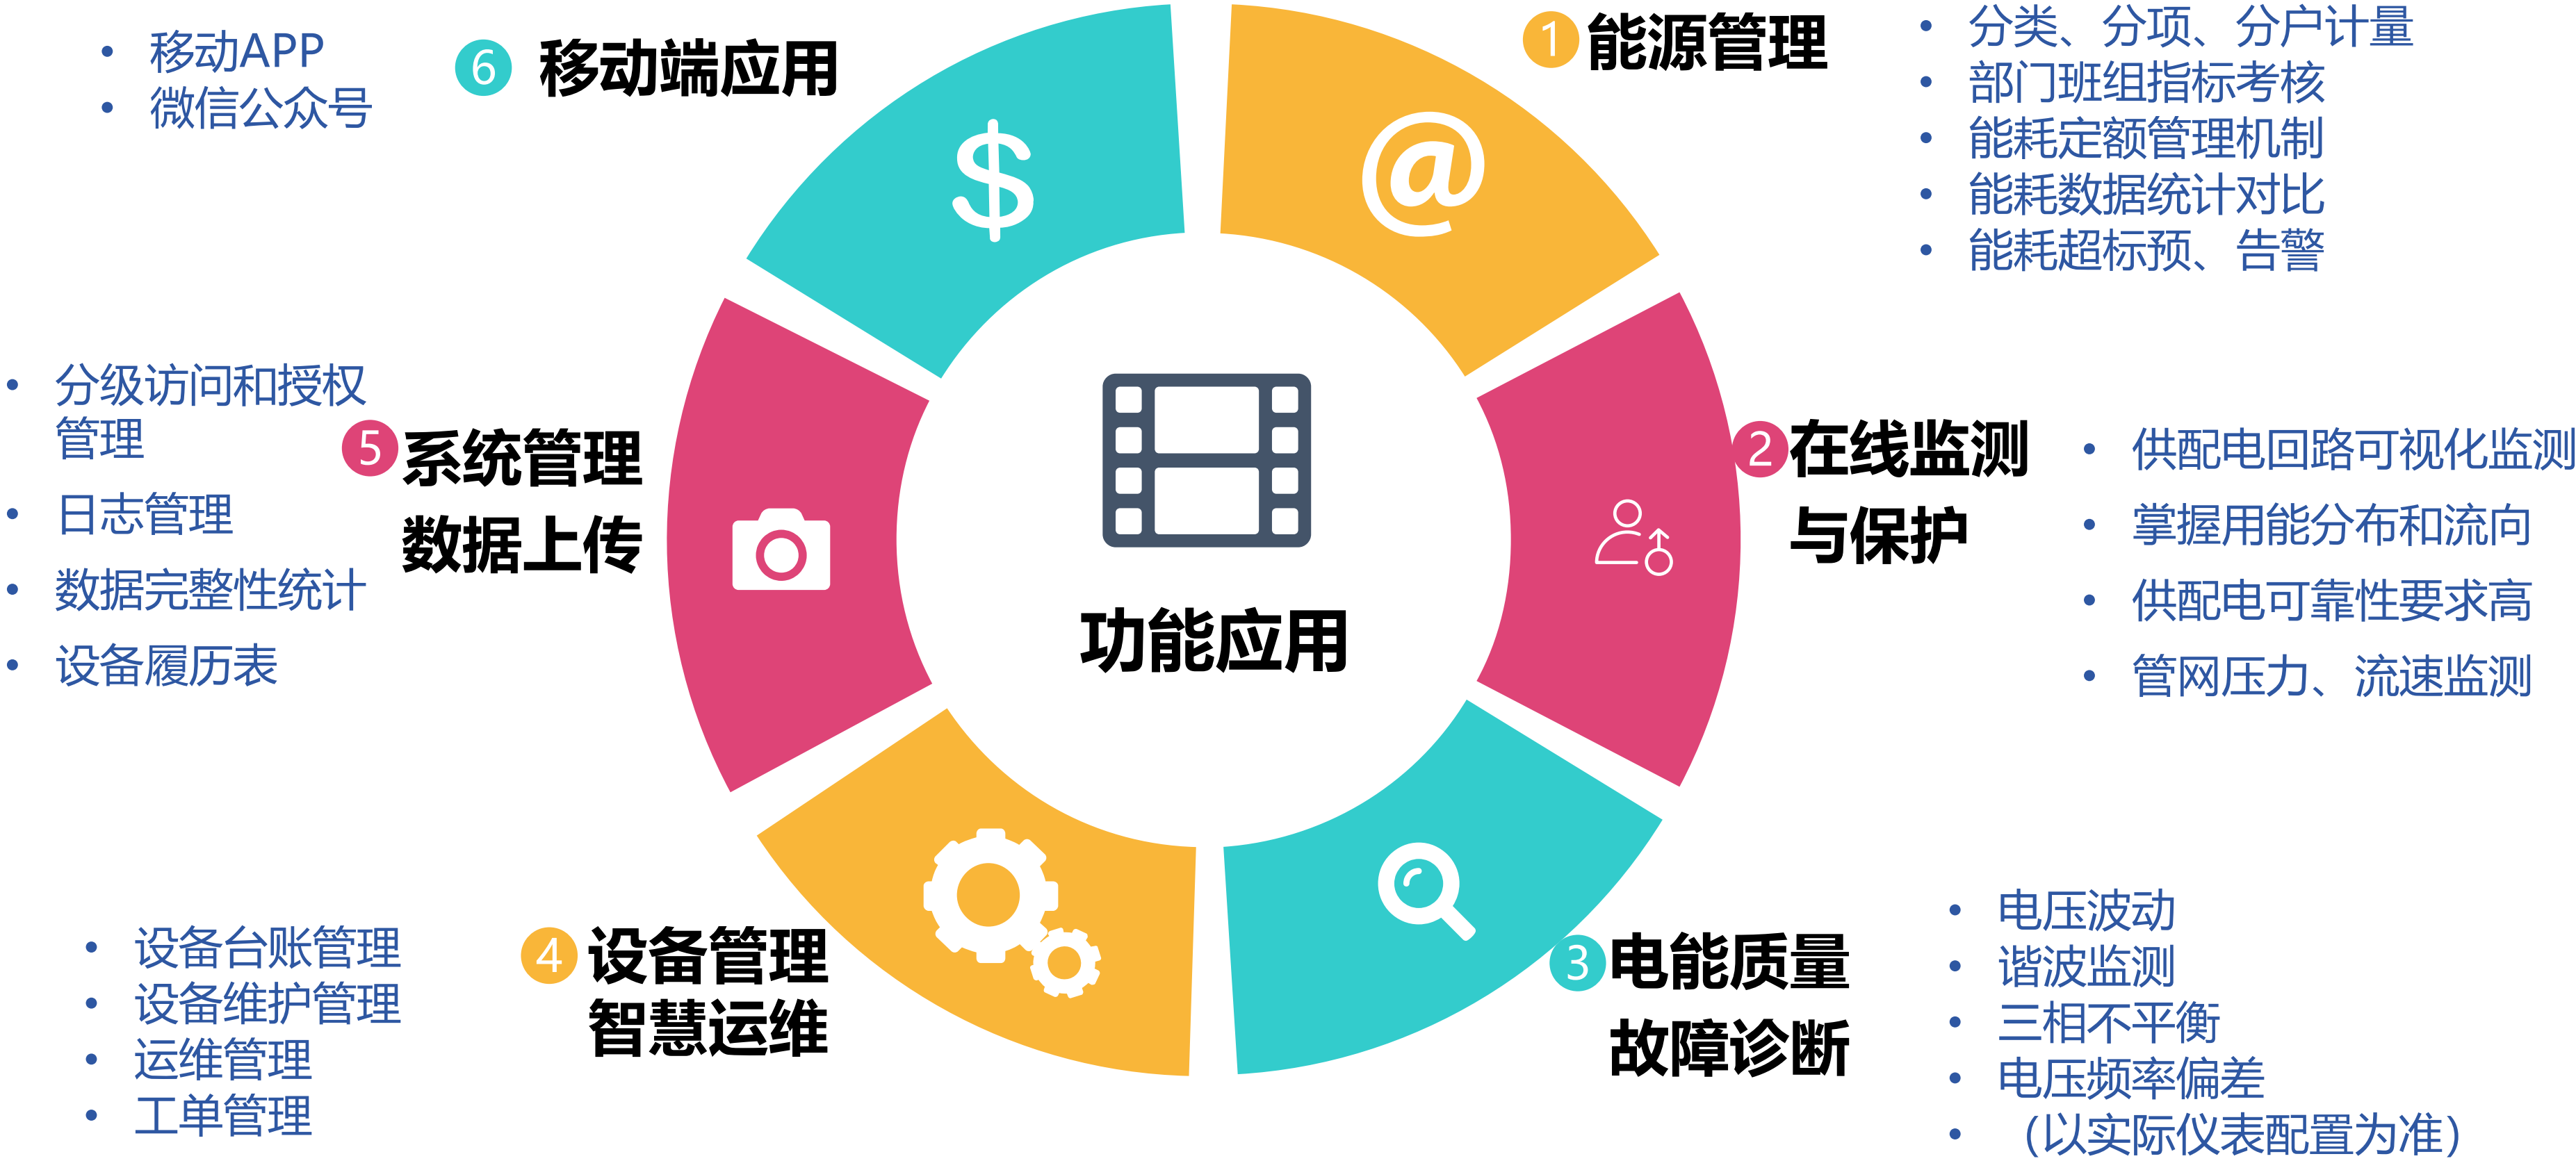 1 能源管理
分类、分项、分户计量
部门班组指标考核
能耗定额管理机制
能耗数据统计对比
能耗超标预、告警
2 在线监测
与保护
供配电回路可视化监测
掌握用能分布和流向
供配电可靠性要求高
管网压力、流速监测
3 电能质量
故障诊断
电压波动
谐波监测
三相不平衡
电压频率偏差
（以实际仪表配置为准）
4 设备管理
智慧运维
设备台账管理
设备维护管理
运维管理
工单管理
5 系统管理
数据上传
分级访问和授权
管理
日志管理
数据完整性统计
设备履历表
6 移动端应用
移动APP
微信公众号
功能应用
@
$